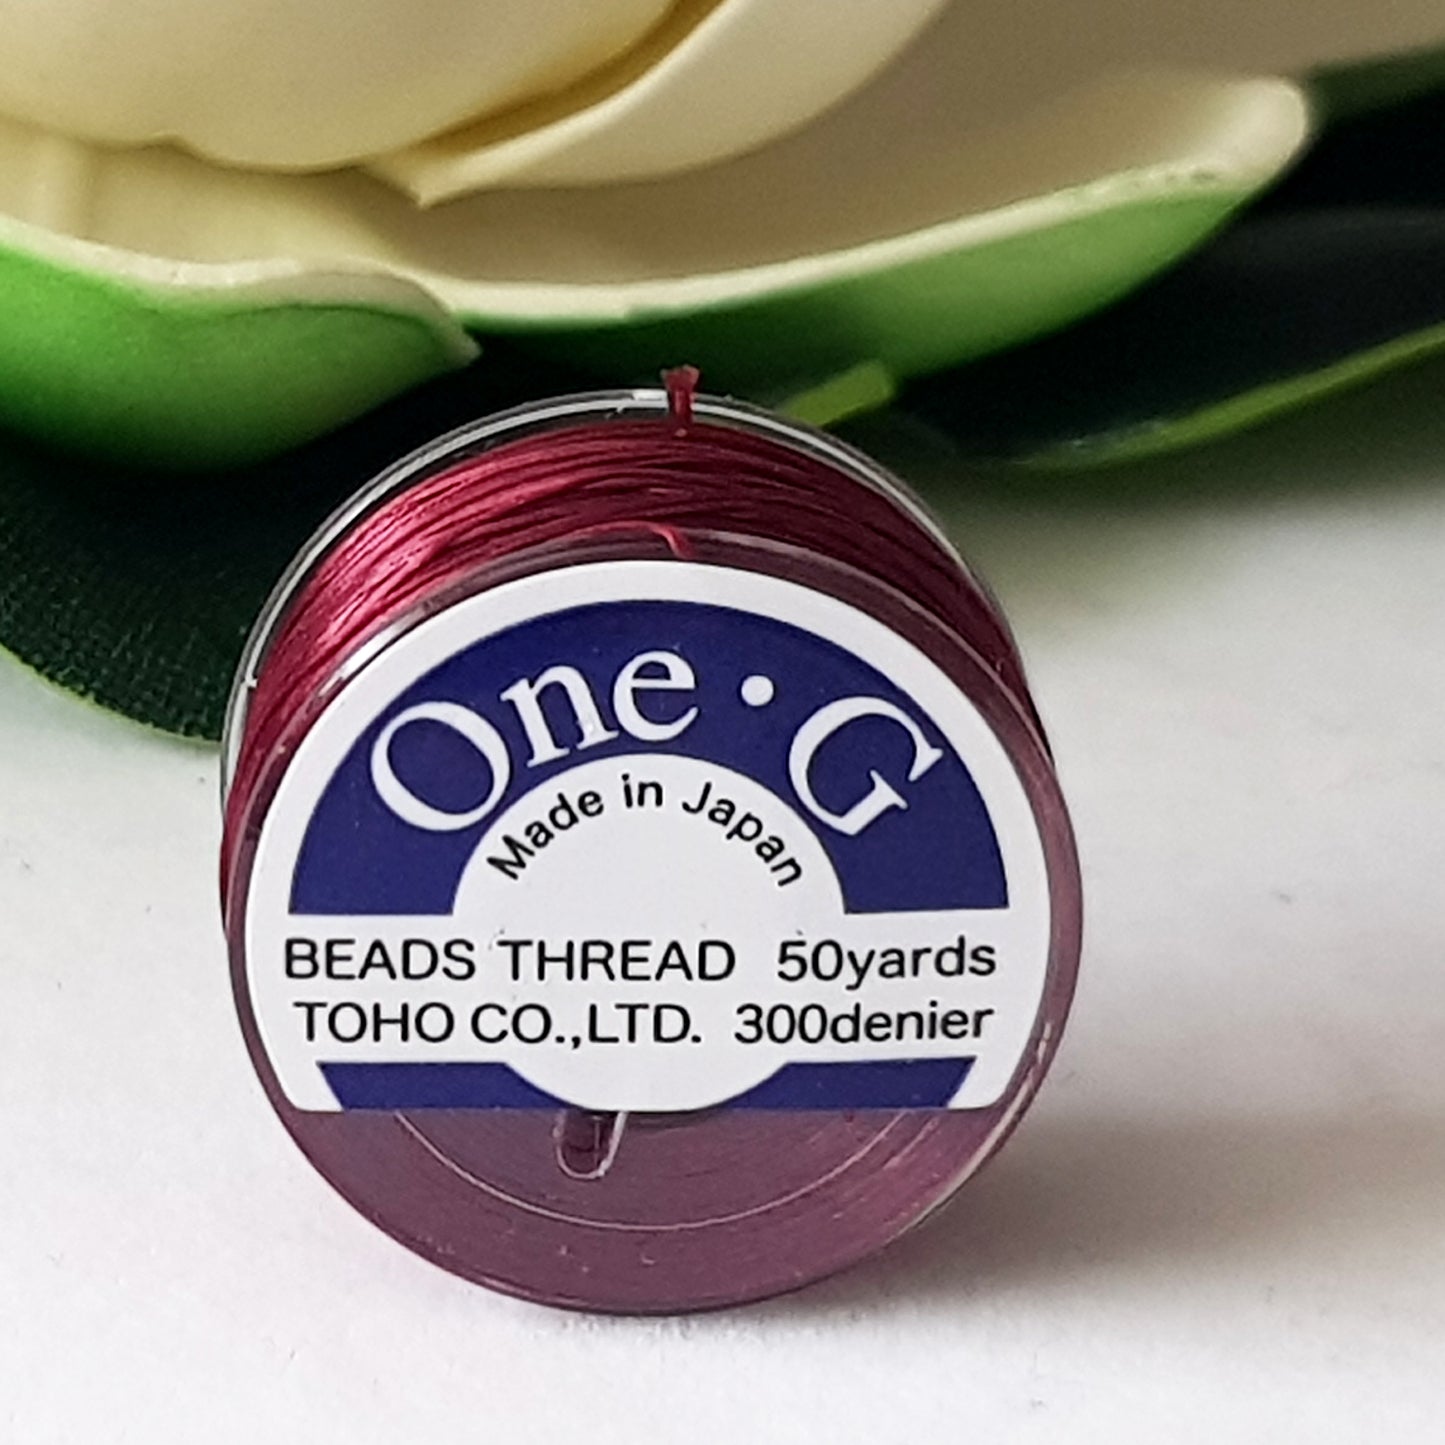 One·G
Made in Japan
BEADS THREAD 50yards
TOHO CO.,LTD. 300denier